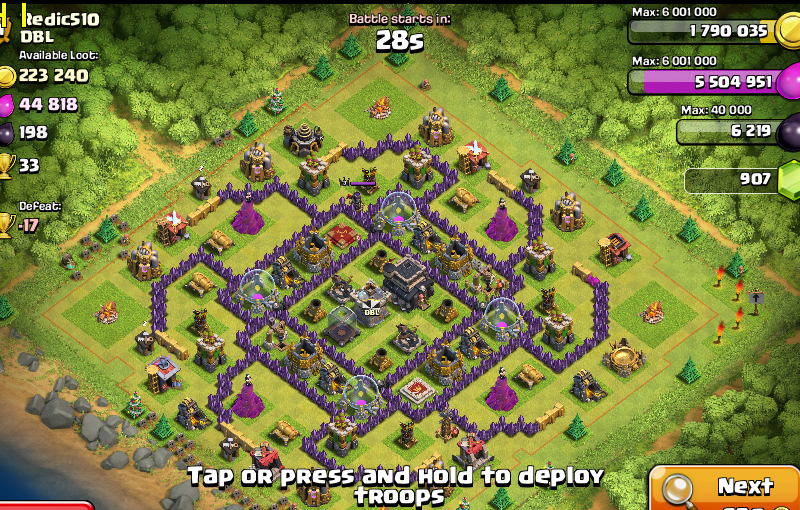 Redic510
DBL
Available Loot:
223 240
44 818
198
33
Defeat:
-17
Battle starts in:
28s
Max: 6 001 000
1 790 035
Max: 6 001 000
5 504 951
Max: 40 000
6 219
907
DBL
Tap or press and hold to deploy
troops
Next